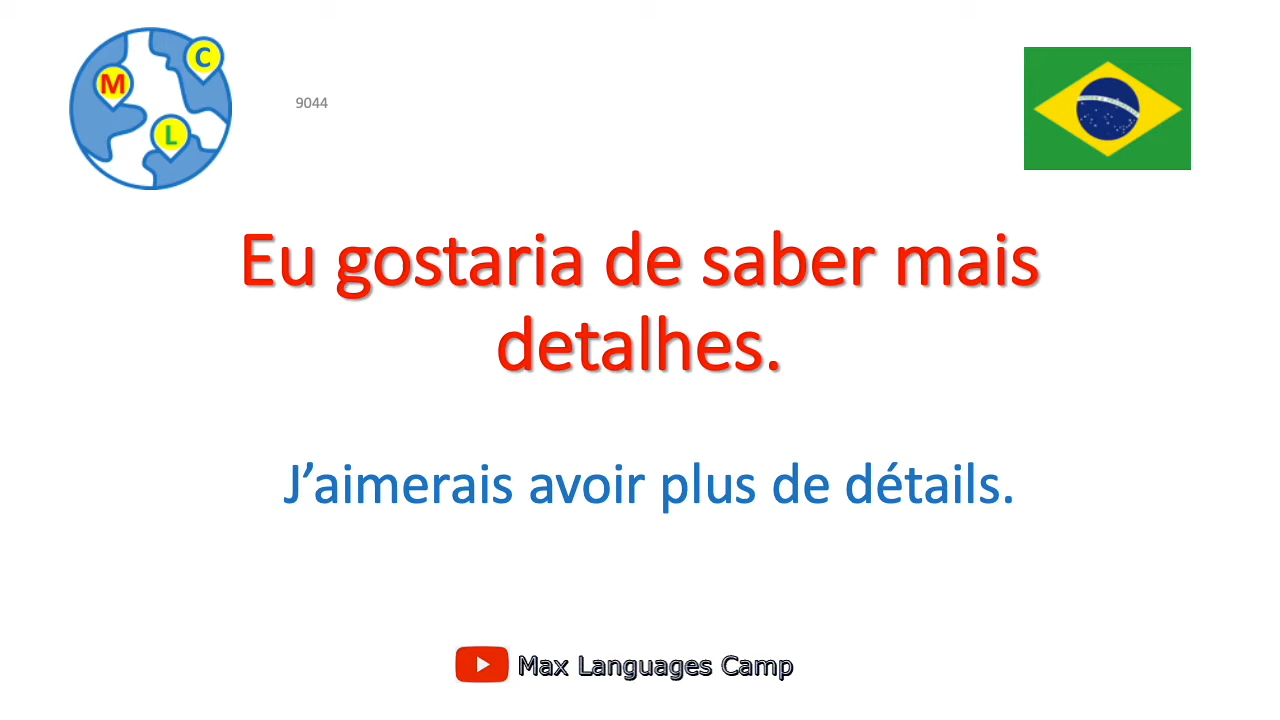 C
M
L
9044
Eu gostaria de saber mais
detalhes.
J’aimerais avoir plus de détails.
Max Languages Camp